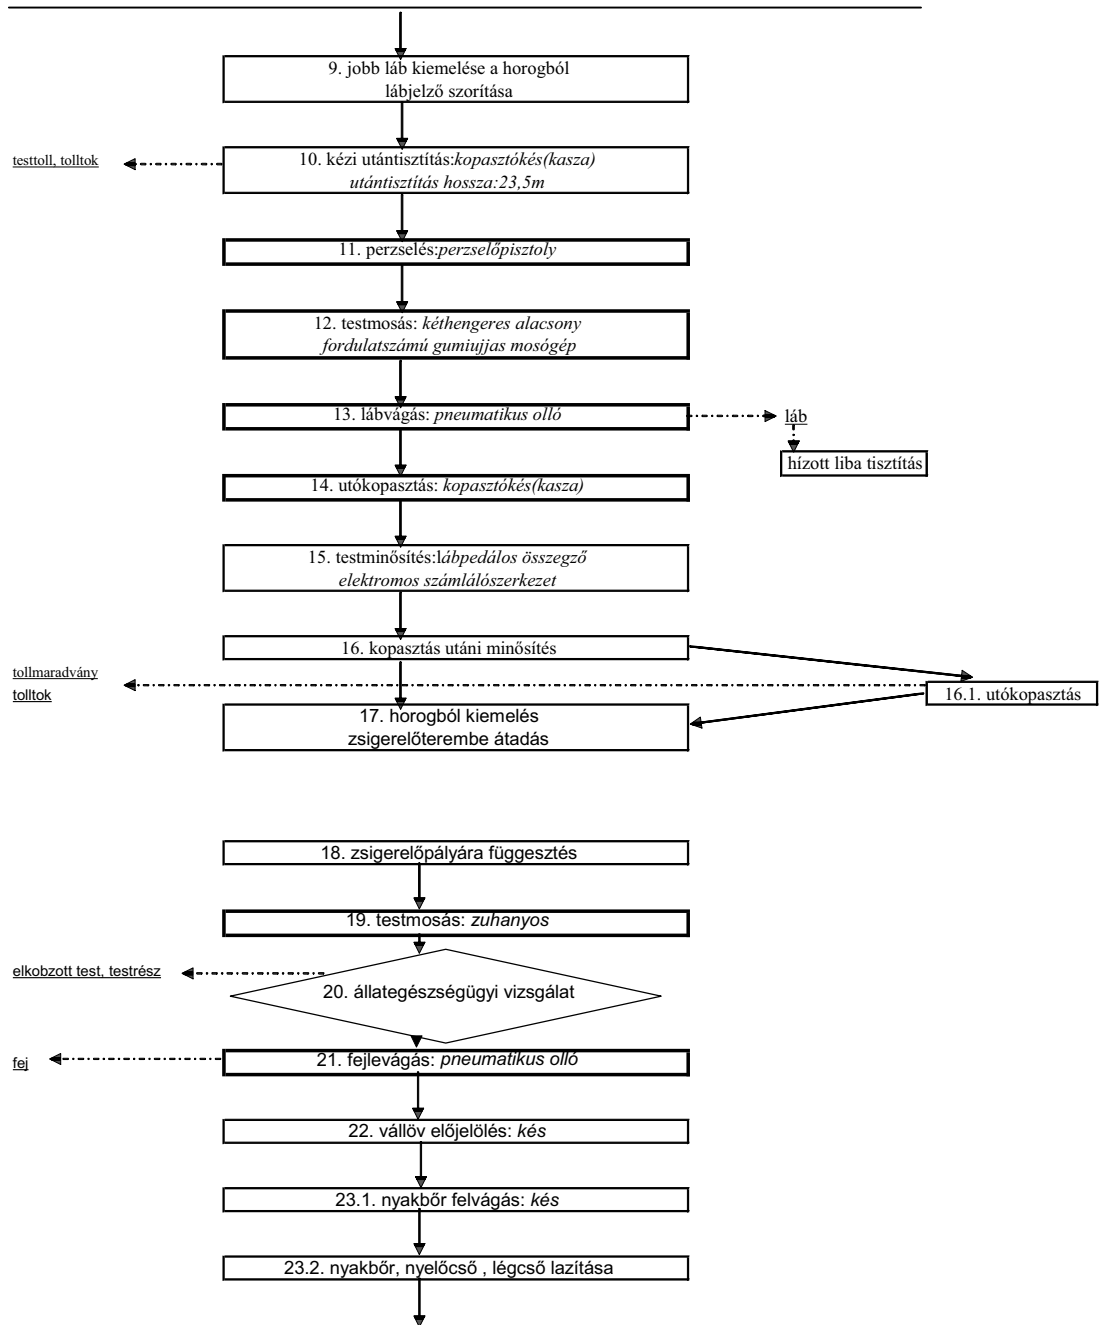 9. jobb láb kiemelése a horogból
lábjelző szorítása
testtoll, tolltok
10. kézi utántisztítás:kopasztókés(kasza)
utántisztítás hossza:23,5m
11. perzselés:perzselőpisztoly
12. testmosás: kéthengeres alacsony
fordulatszámú gumiujjas mosógép
13. lábvágás: pneumatikus olló
láb
hízott liba tisztítás
14. utókopasztás: kopasztókés(kasza)
15. testminősítés:lábpedálos összegző
elektromos számlálószerkezet
16. kopasztás utáni minősítés
tollmaradvány
tolltok
16.1. utókopasztás
17. horogból kiemelés
zsigerelőterembe átadás
18. zsigerelőpályára függesztés
19. testmosás: zuhanyos
elkobzott test, testrész
20. állategészségügyi vizsgálat
fej
21. fejlevágás: pneumatikus olló
22. vállöv előjelölés: kés
23.1. nyakbőr felvágás: kés
23.2. nyakbőr, nyelőcső , légcső lazítása